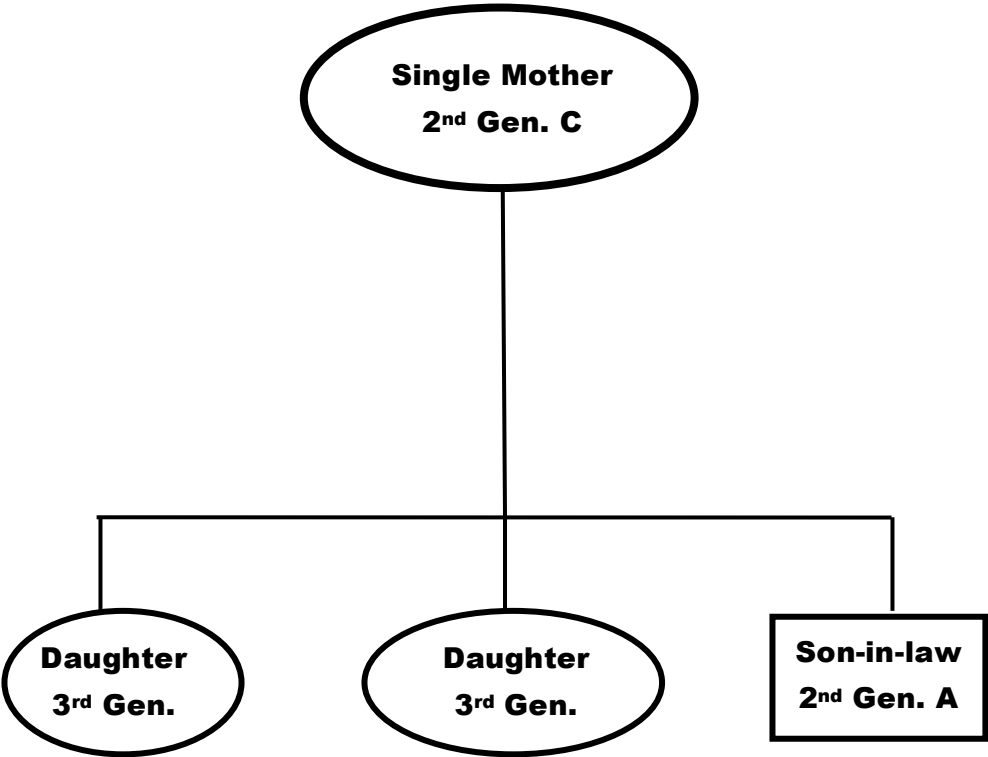 Single Mother
2nd Gen. C
Daughter
3rd Gen.
Daughter
3rd Gen.
Son-in-law
2nd Gen. A